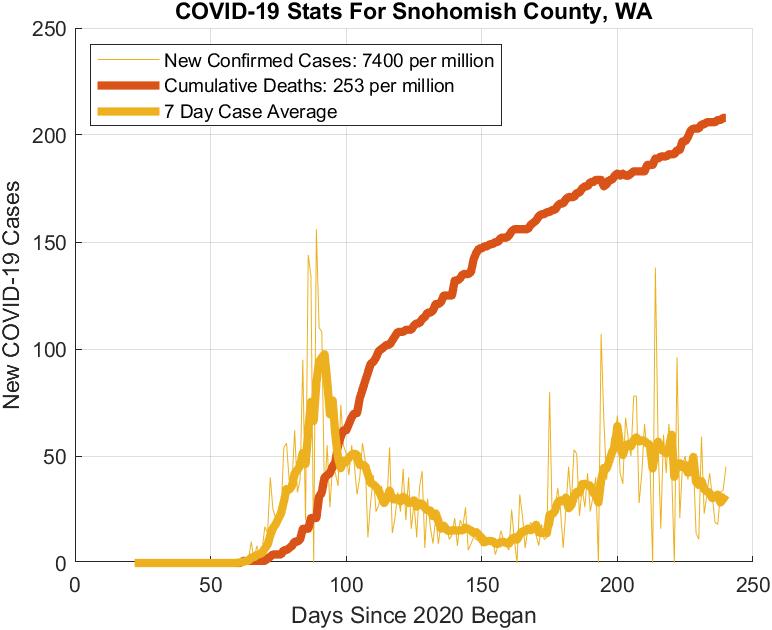 COVID-19 Stats For Snohomish County, WA
250
200
150
100
50
0
New COVID-19 Cases
New Confirmed Cases: 7400 per million
Cumulative Deaths: 253 per million
7 Day Case Average
0 50 100 150 200 250
Days Since 2020 Began